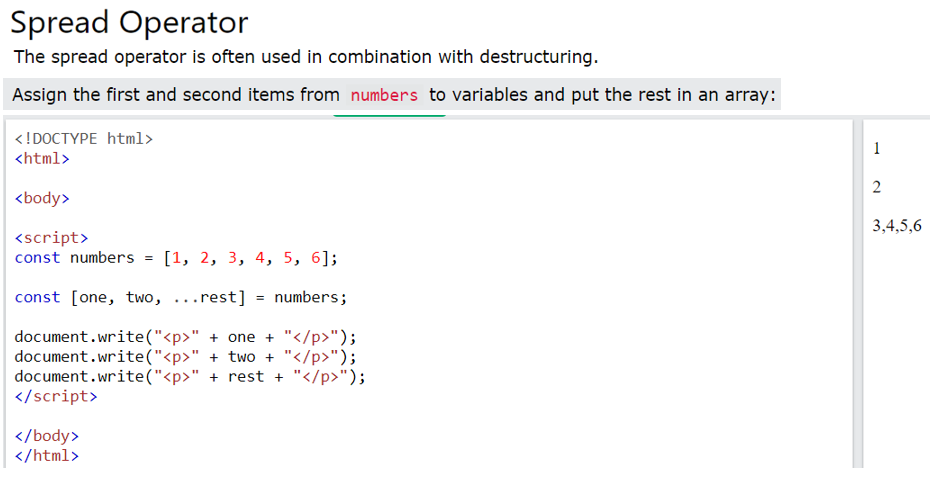 Spread Operator
The spread operator is often used in combination with destructuring.
Assign the first and second items from numbers to variables and put the rest in an array:
<!DOCTYPE html>
<html>
<body>
<script>
const numbers = [1, 2, 3, 4, 5, 6];
const [one, two, ...rest] = numbers;
document.write("<p>" + one + "</p>");
document.write("<p>" + two + "</p>");
document.write("<p>" + rest + "</p>");
</script>
</body>
</html>
1
2
3,4,5,6